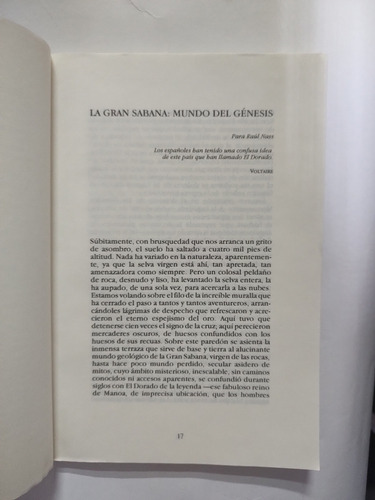 LA GRAN SABANA: MUNDO DEL GÉNESIS
Para Raúl Nass
Los españoles han tenido una confusa idea
de este país que han llamado El Dorado.
VOLTAIRE
Súbitamente, con brusquedad que nos arranca un grito
de asombro, el suelo ha saltado a cuatro mil pies de
altitud. Nada ha variado en la naturaleza, aparentemen-
te, ya que la selva virgen está ahí, tan apretada, tan
amenazadora como siempre. Pero un colosal peldaño
de roca, desnudo y liso, ha levantado la selva entera, la
ha aupado, de una sola vez, para acercarla a las nubes.
Estamos volando sobre el filo de la increíble muralla que
ha cerrado el paso a tantos y tantos aventureros, arran-
cándoles lágrimas de despecho que refrescaron y acre-
cieron el eterno espejismo del oro. Aquí tuvo que
detenerse cien veces el signo de la cruz; aquí perecieron
mercaderes oscuros, de huesos confundidos con los
huesos de sus recuas. Sobre este paredón se asienta la
inmensa terraza que sirve de base y tierra al alucinante
mundo geológico de la Gran Sabana, virgen de las rocas,
hasta hace poco mundo perdido, secular asidero de
mitos, cuyo ámbito misterioso, inescalable, sin caminos
conocidos ni accesos aparentes, se confundió durante
siglos con El Dorado de la leyenda —ese fabuloso reino
de Manoa, de imprecisa ubicación, que los hombres
17